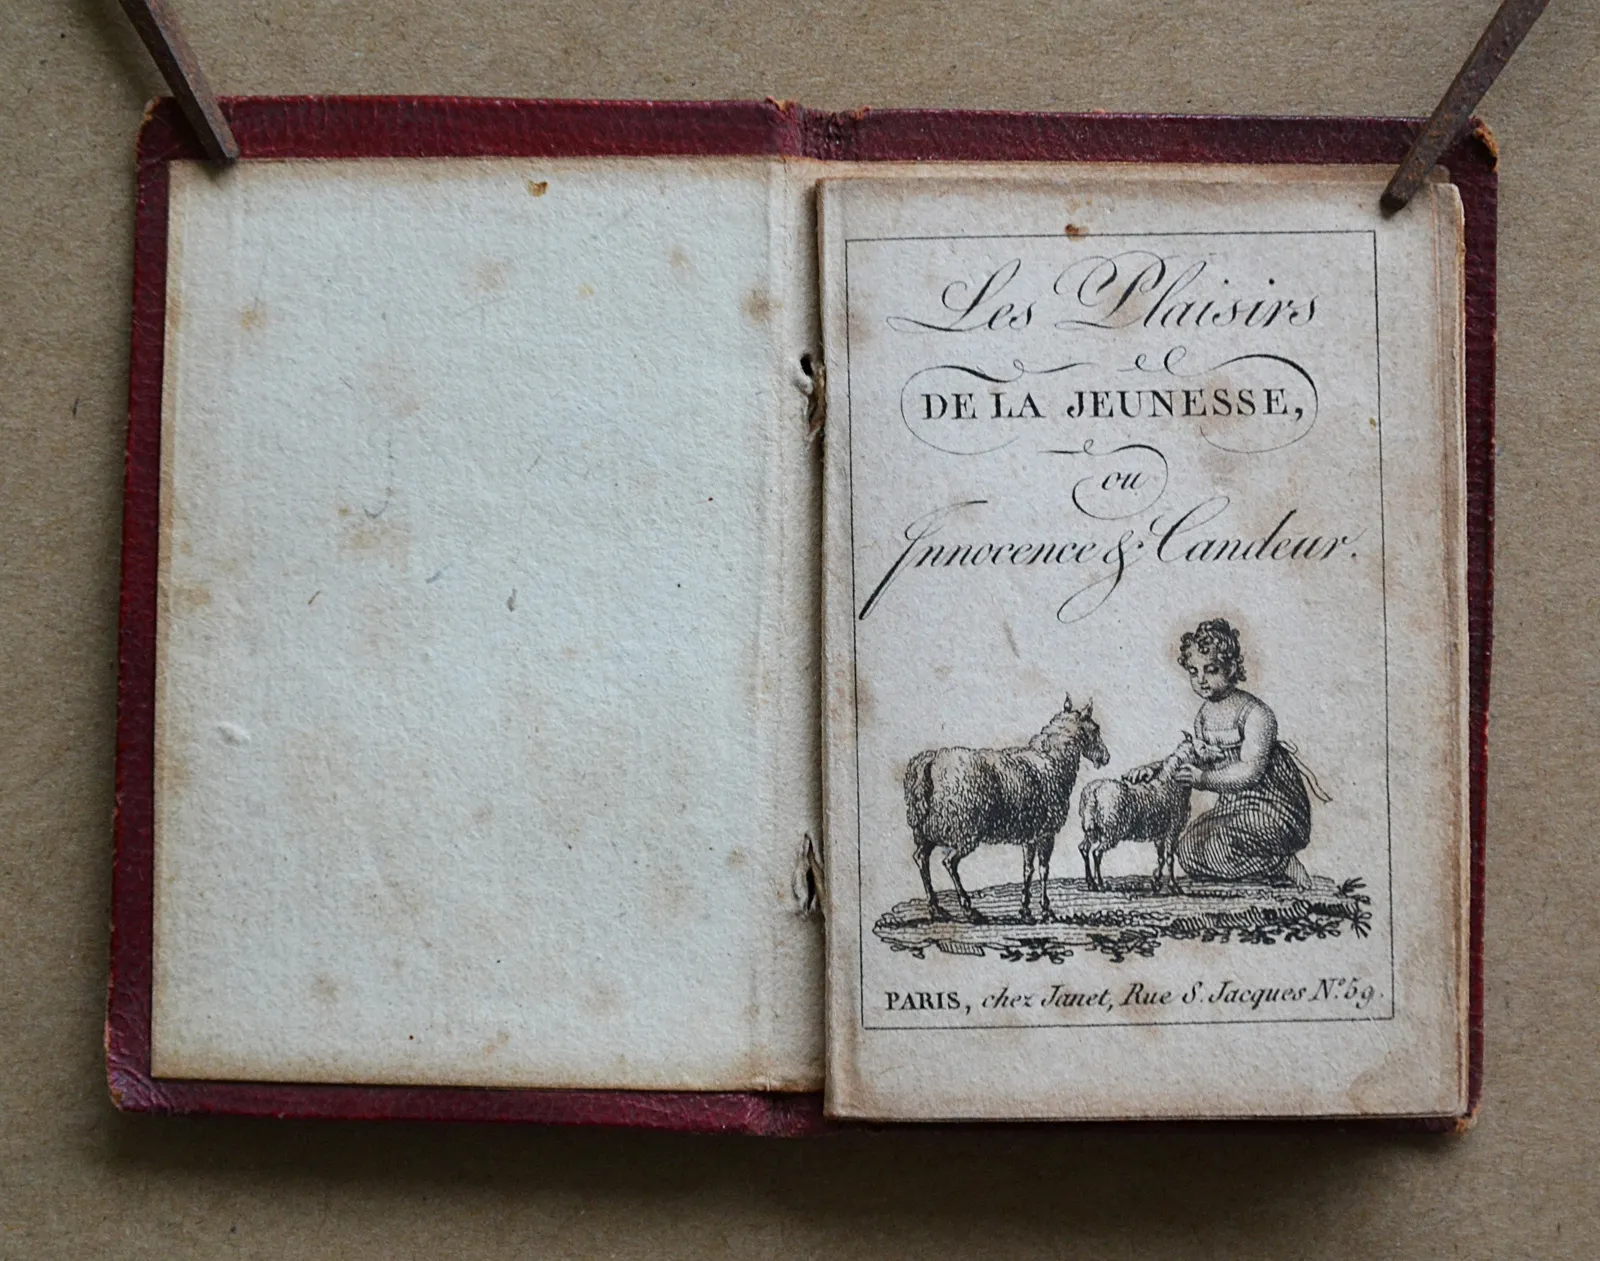 Les Plaisirs
DE LA JEUNESSE,
ou
Innocence & Candeur.
PARIS, chez Janet, Rue S. Jacques N.º 59.